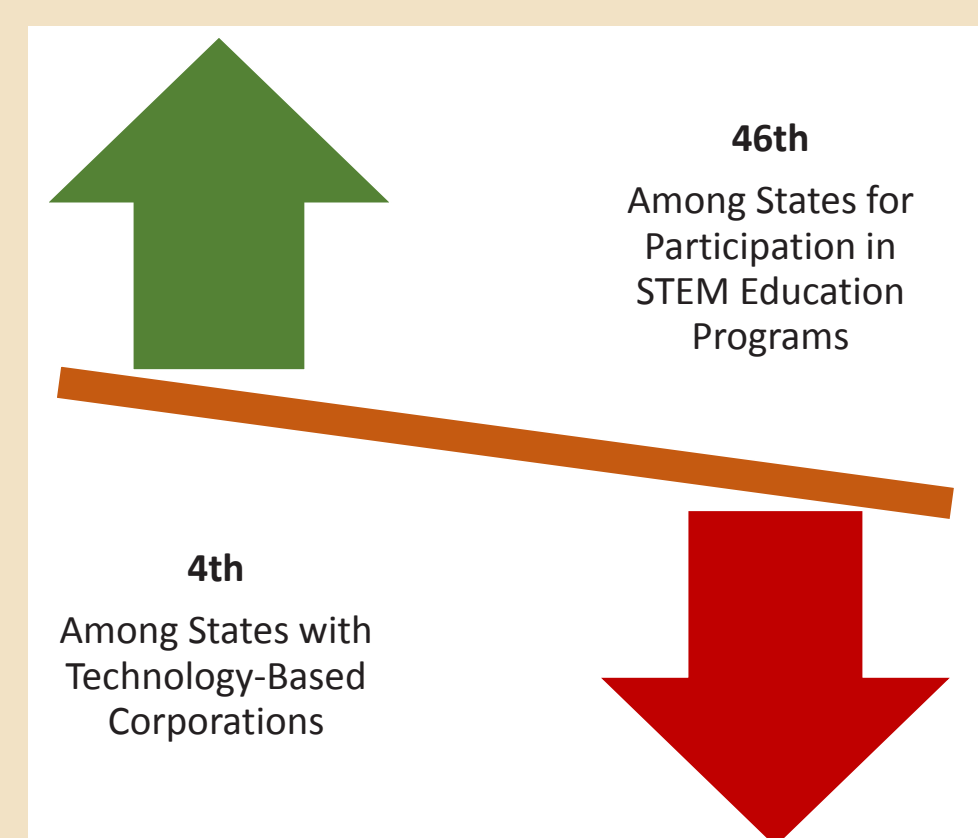 46th
Among States for
Participation in
STEM Education
Programs
4th
Among States with
Technology-Based
Corporations